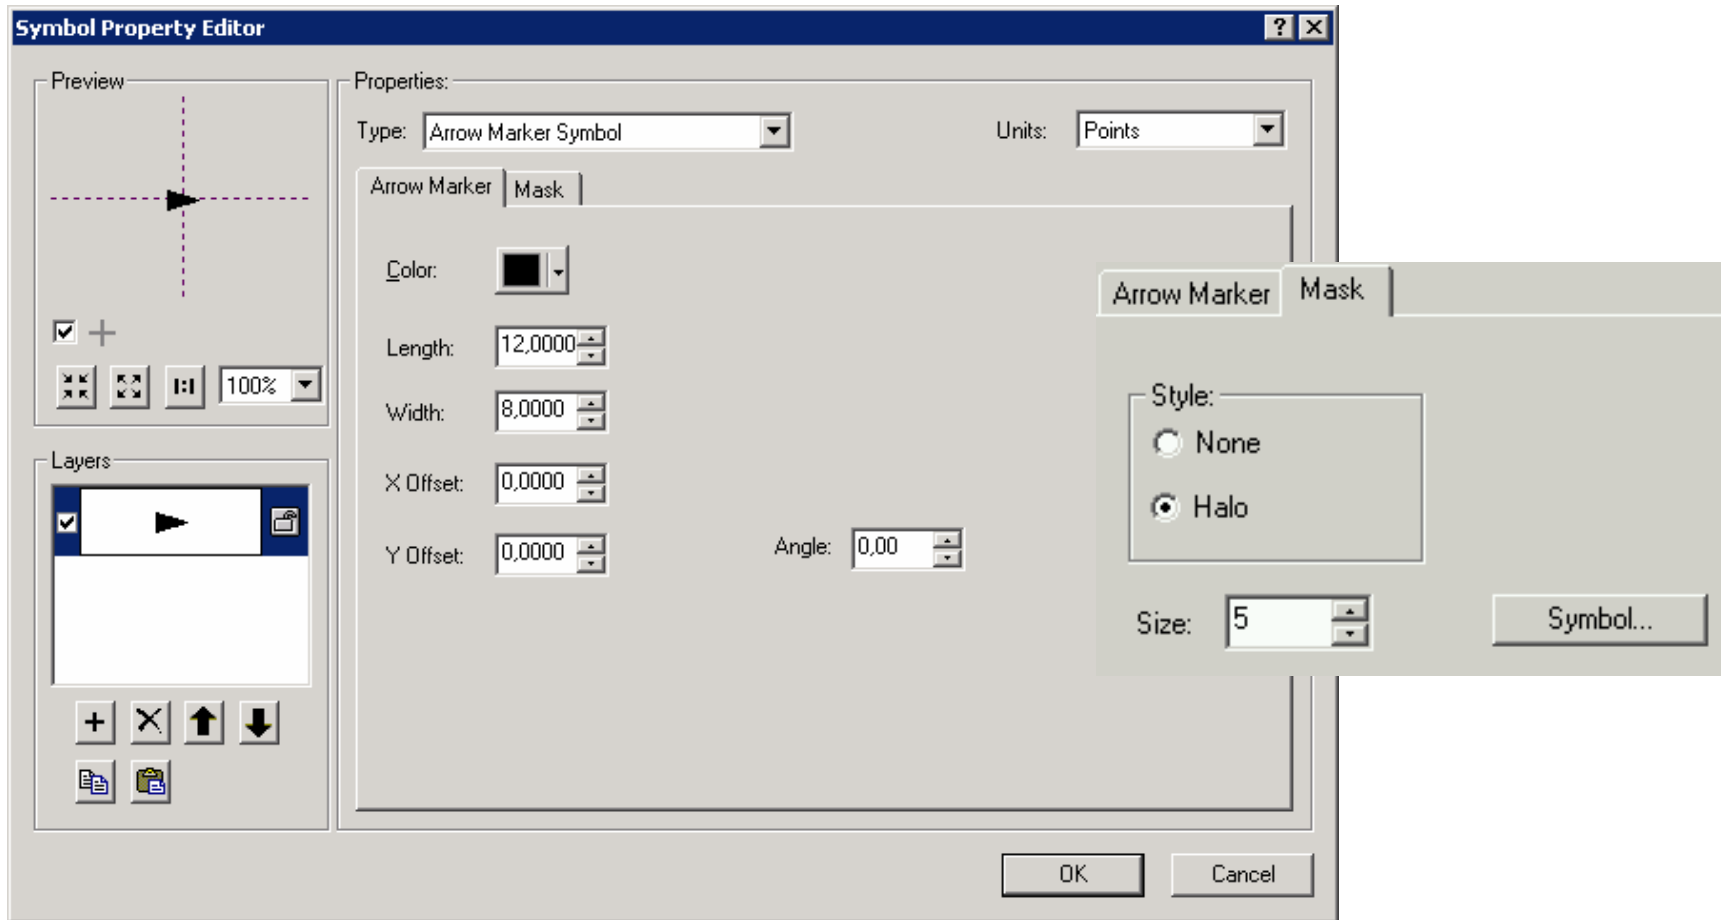 Symbol Property Editor
Preview
Properties:
Type: Arrow Marker Symbol Units: Points
Arrow Marker Mask
Color:
Length: 12,0000
Width: 8,0000
X Offset: 0,0000
Y Offset: 0,0000 Angle: 0,00
1:1 100%
Layers
Arrow Marker Mask
Style:
None
Halo
Size: 5 Symbol...
OK Cancel